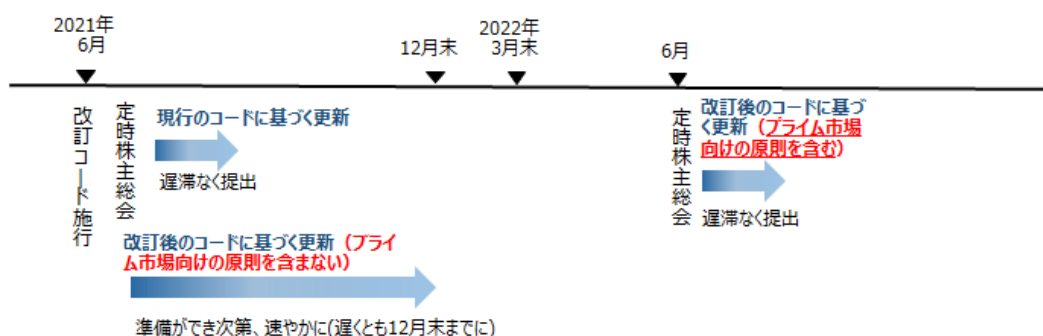 2021年
6月
12月末
2022年
3月末
6月
改訂コード施行
定時株主総会
現行のコードに基づく更新
遅滞なく提出
改訂後のコードに基づく更新（プライ
ム市場向けの原則を含まない）
準備ができ次第、速やかに(遅くとも12月末までに)
定時株主総会
改訂後のコードに基づ
く更新（プライム市場
向けの原則を含む）
遅滞なく提出